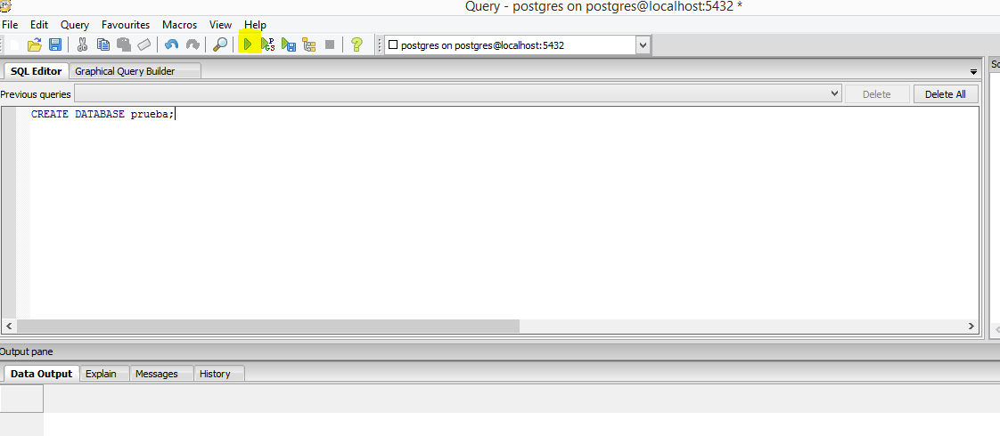 Query - postgres on postgres@localhost:5432 *
File Edit Query Favourites Macros View Help
postgres on postgres@localhost:5432
SQL Editor Graphical Query Builder
Previous queries Delete Delete All
CREATE DATABASE prueba;
Output pane
Data Output Explain Messages History